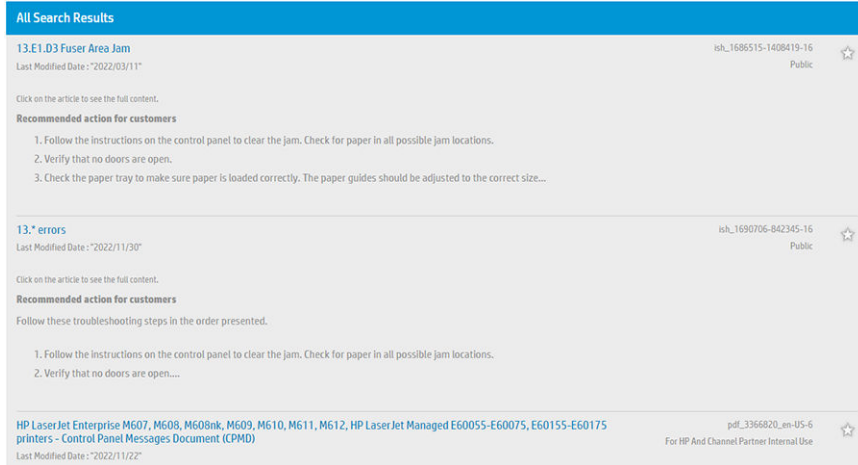 All Search Results
13.E1.D3 Fuser Area Jam
ish_1686515-1408419-16
Last Modified Date : "2022/03/11"
Public
Click on the article to see the full content.
Recommended action for customers
1. Follow the instructions on the control panel to clear the jam. Check for paper in all possible jam locations.
2. Verify that no doors are open.
3. Check the paper tray to make sure paper is loaded correctly. The paper guides should be adjusted to the correct size...
13.* errors
ish_1690706-842345-16
Last Modified Date : "2022/11/30"
Public
Click on the article to see the full content.
Recommended action for customers
Follow these troubleshooting steps in the order presented.
1. Follow the instructions on the control panel to clear the jam. Check for paper in all possible jam locations.
2. Verify that no doors are open....
HP LaserJet Enterprise M607, M608, M608nk, M609, M610, M611, M612, HP LaserJet Managed E60055-E60075, E60155-E60175
pdf_3366820_en-US-6
printers - Control Panel Messages Document (CPMD)
For HP And Channel Partner Internal Use
Last Modified Date : "2022/11/22"